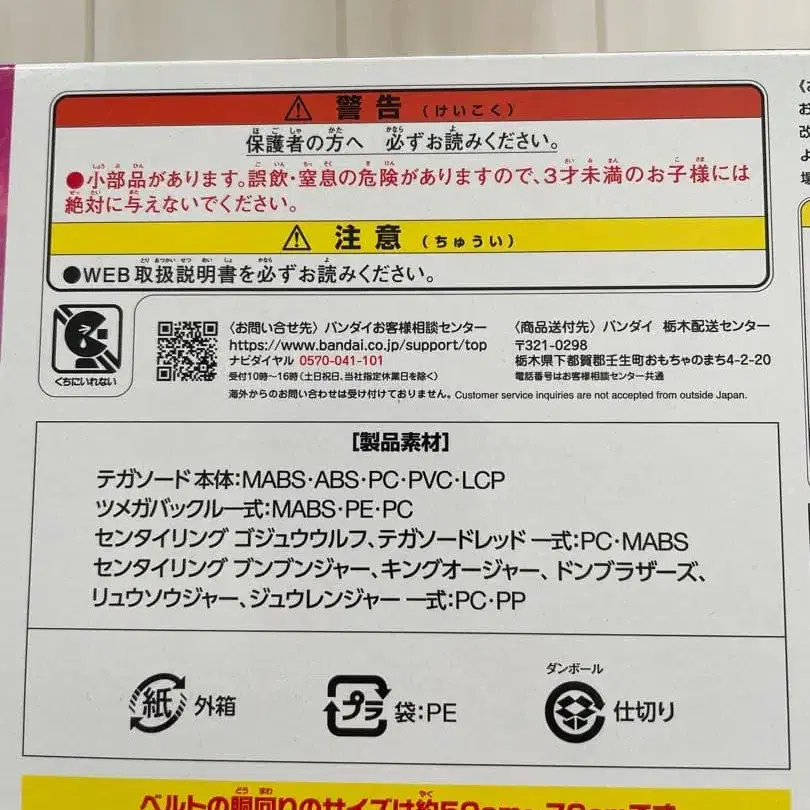 ⚠ 警告 (けいこく)
保護者の方へ 必ずお読みください。
●小部品があります。誤飲・窒息の危険がありますので、3才未満のお子様には
絶対に与えないでください。
⚠ 注意 (ちゅうい)
●WEB取扱説明書を必ずお読みください。
くちにいれない
〈お問い合せ先〉バンダイお客様相談センター
https://www.bandai.co.jp/support/top
ナビダイヤル 0570-041-101
受付10時～16時(土日祝日、当社指定休業日を除く)
〈商品送付先〉バンダイ 栃木配送センター
〒321-0298
栃木県下都賀郡壬生町おもちゃのまち4-2-20
電話番号はお客様相談センター共通
海外からのお問い合わせは受け付けておりません。Customer service inquiries are not accepted from outside Japan.
[製品素材]
テガソード 本体:MABS・ABS・PC・PVC・LCP
ツメガバックル一式:MABS・PE・PC
センタイリング ゴジュウウルフ、テガソードレッド 一式:PC・MABS
センタイリング ブンブンジャー、キングオージャー、ドンブラザーズ、
リュウソウジャー、ジュウレンジャー 一式:PC・PP
紙 外箱
プラ 袋:PE
ダンボール
仕切り
ベルトの胴回りのサイズは約